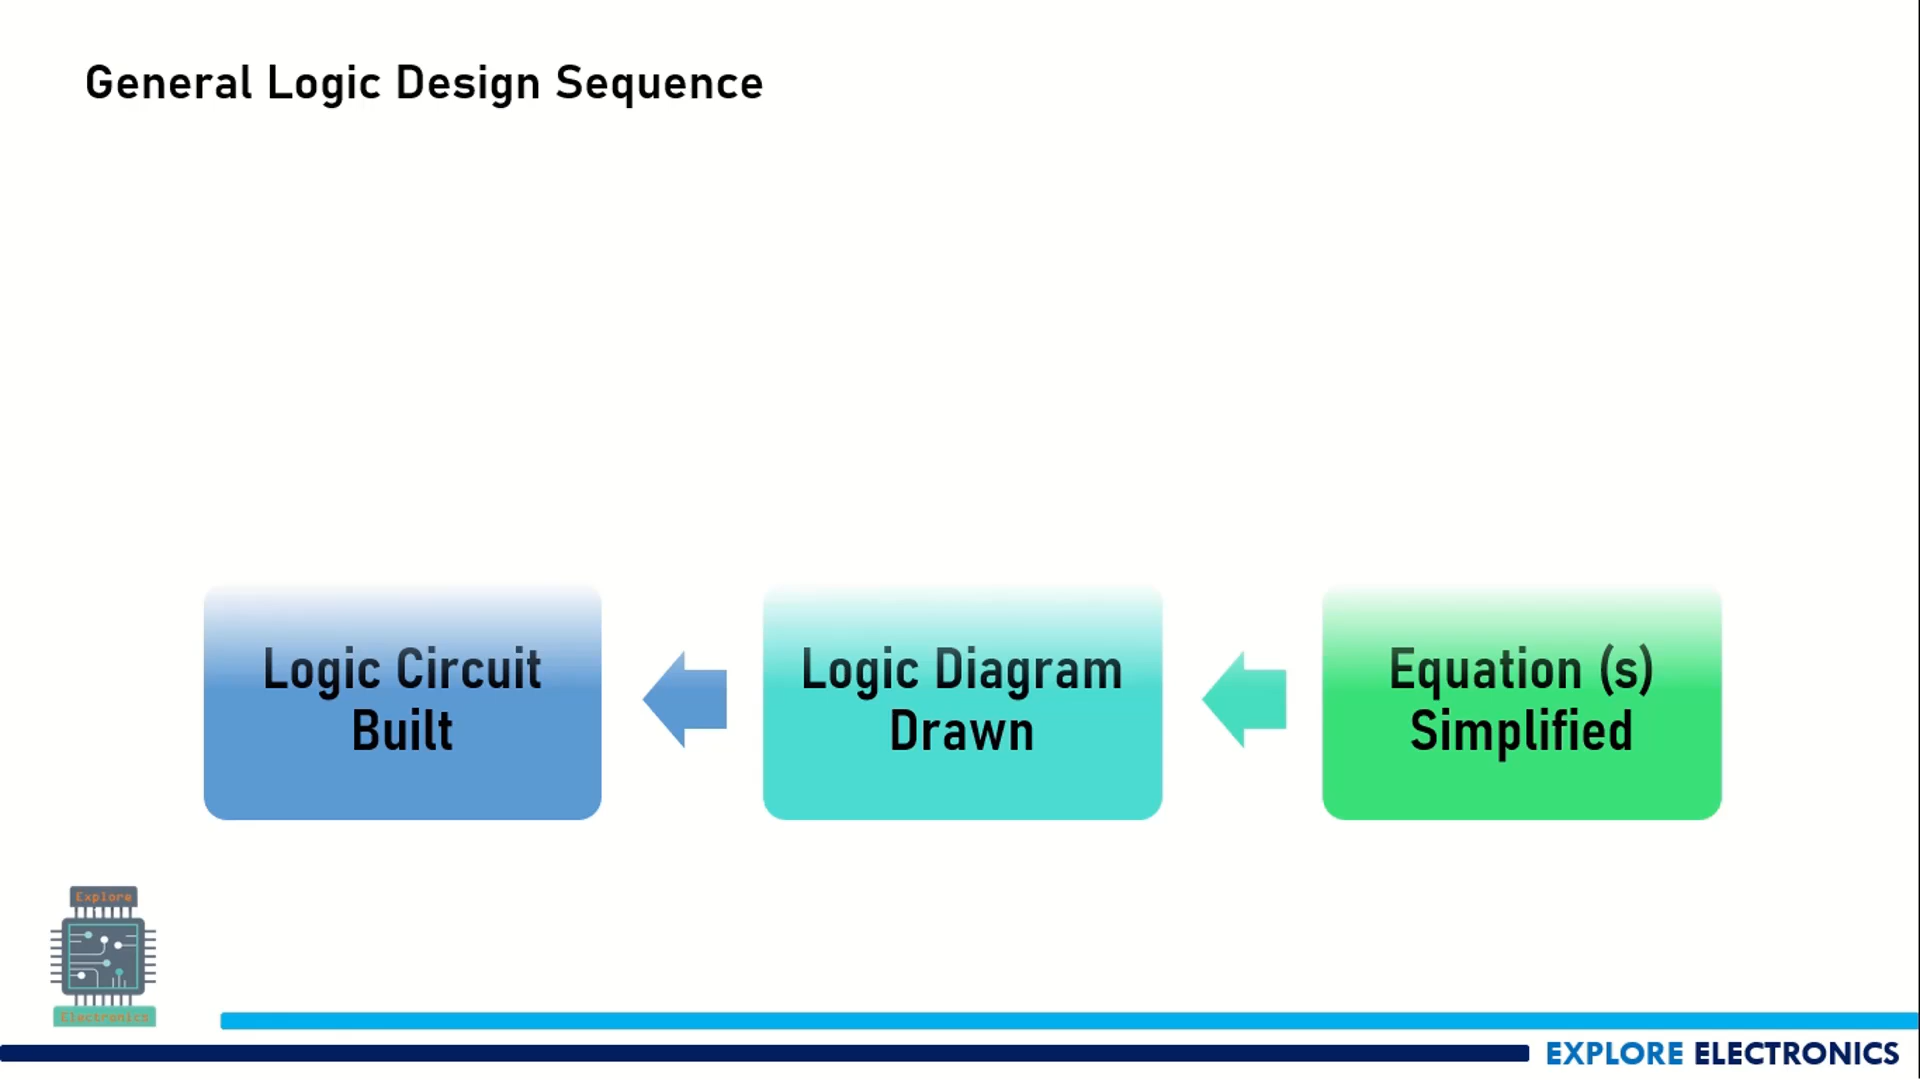 General Logic Design Sequence
Logic Circuit
Built
Logic Diagram
Drawn
Equation (s)
Simplified
Explore
Electronics
EXPLORE ELECTRONICS